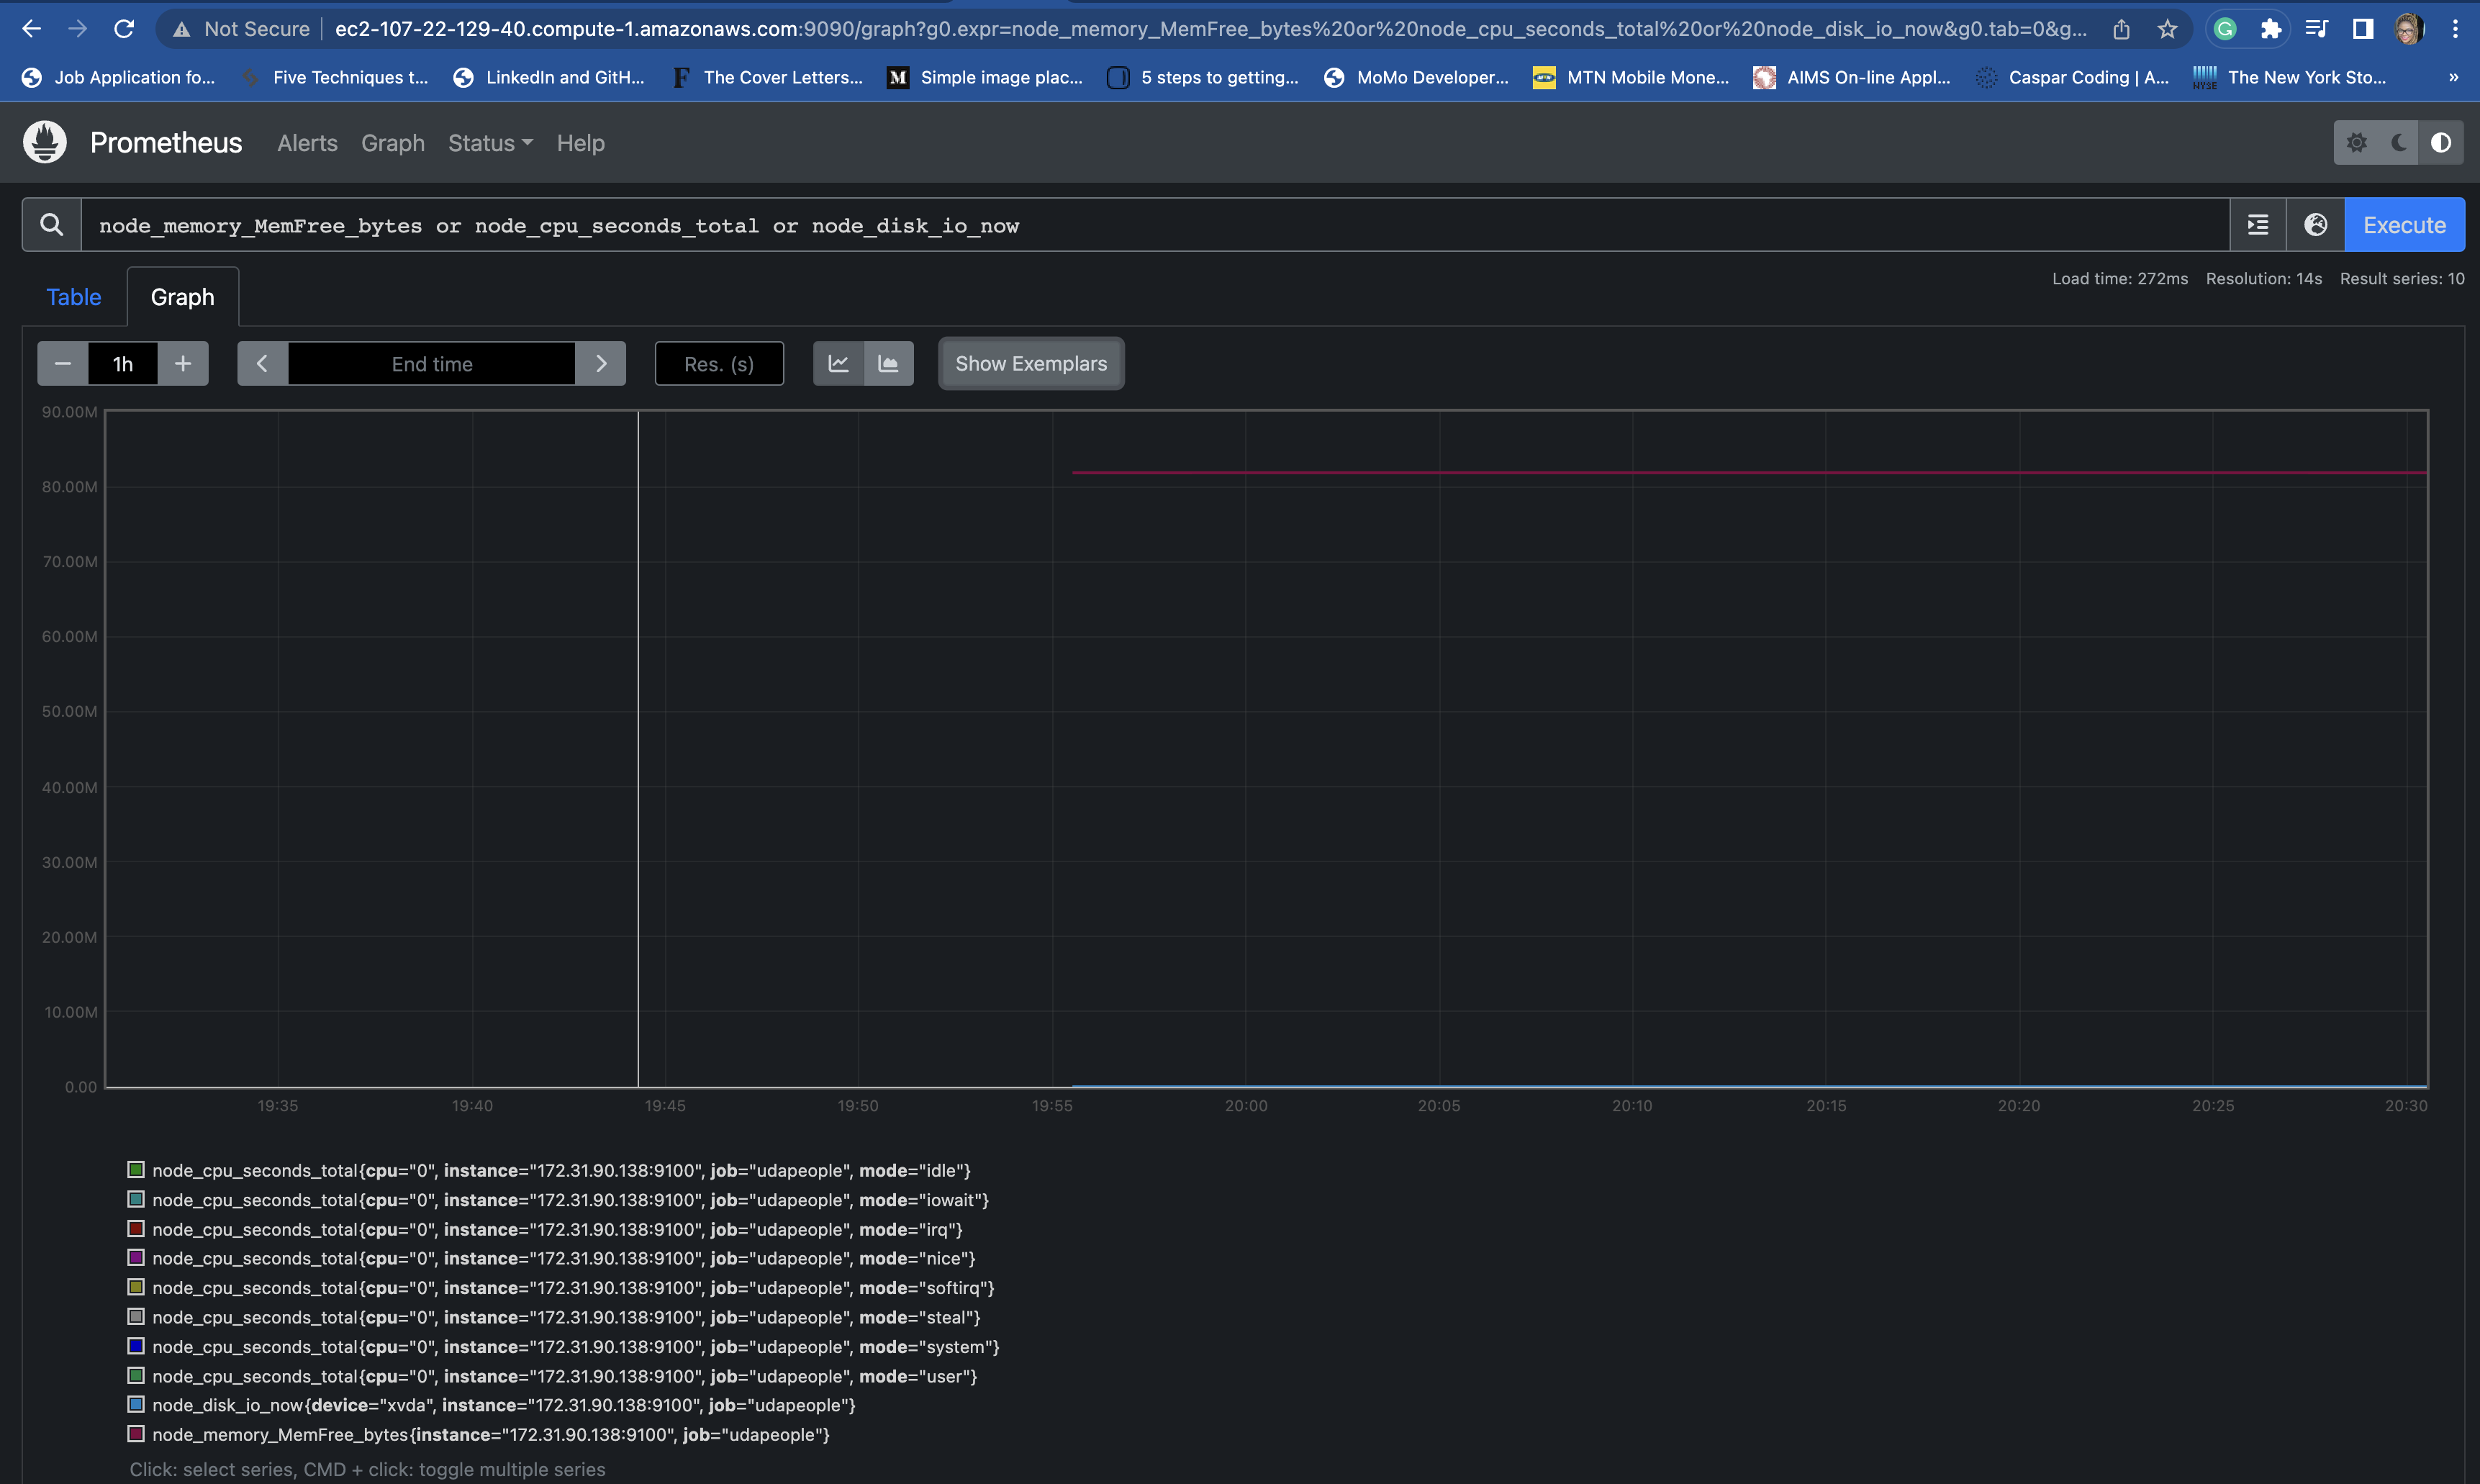 Not Secure ec2-107-22-129-40.compute-1.amazonaws.com:9090/graph?g0.expr=node_memory_MemFree_bytes%20or%20node_cpu_seconds_total%20or%20node_disk_io_now&g0.tab=0&g...
Job Application fo... Five Techniques t... LinkedIn and GitH... F The Cover Letters... M Simple image plac... 5 steps to getting... MoMo Developer... MTN Mobile Mone... AIMS On-line Appl... Caspar Coding | A... NYSE The New York Sto... »
Prometheus Alerts Graph Status Help
node_memory_MemFree_bytes or node_cpu_seconds_total or node_disk_io_now Execute
Load time: 272ms Resolution: 14s Result series: 10
Table Graph
− 1h + End time Res. (s) Show Exemplars
90.00M
80.00M
70.00M
60.00M
50.00M
40.00M
30.00M
20.00M
10.00M
0.00
19:35 19:40 19:45 19:50 19:55 20:00 20:05 20:10 20:15 20:20 20:25 20:30
node_cpu_seconds_total{cpu="0", instance="172.31.90.138:9100", job="udapeople", mode="idle"}
node_cpu_seconds_total{cpu="0", instance="172.31.90.138:9100", job="udapeople", mode="iowait"}
node_cpu_seconds_total{cpu="0", instance="172.31.90.138:9100", job="udapeople", mode="irq"}
node_cpu_seconds_total{cpu="0", instance="172.31.90.138:9100", job="udapeople", mode="nice"}
node_cpu_seconds_total{cpu="0", instance="172.31.90.138:9100", job="udapeople", mode="softirq"}
node_cpu_seconds_total{cpu="0", instance="172.31.90.138:9100", job="udapeople", mode="steal"}
node_cpu_seconds_total{cpu="0", instance="172.31.90.138:9100", job="udapeople", mode="system"}
node_cpu_seconds_total{cpu="0", instance="172.31.90.138:9100", job="udapeople", mode="user"}
node_disk_io_now{device="xvda", instance="172.31.90.138:9100", job="udapeople"}
node_memory_MemFree_bytes{instance="172.31.90.138:9100", job="udapeople"}
Click: select series, CMD + click: toggle multiple series